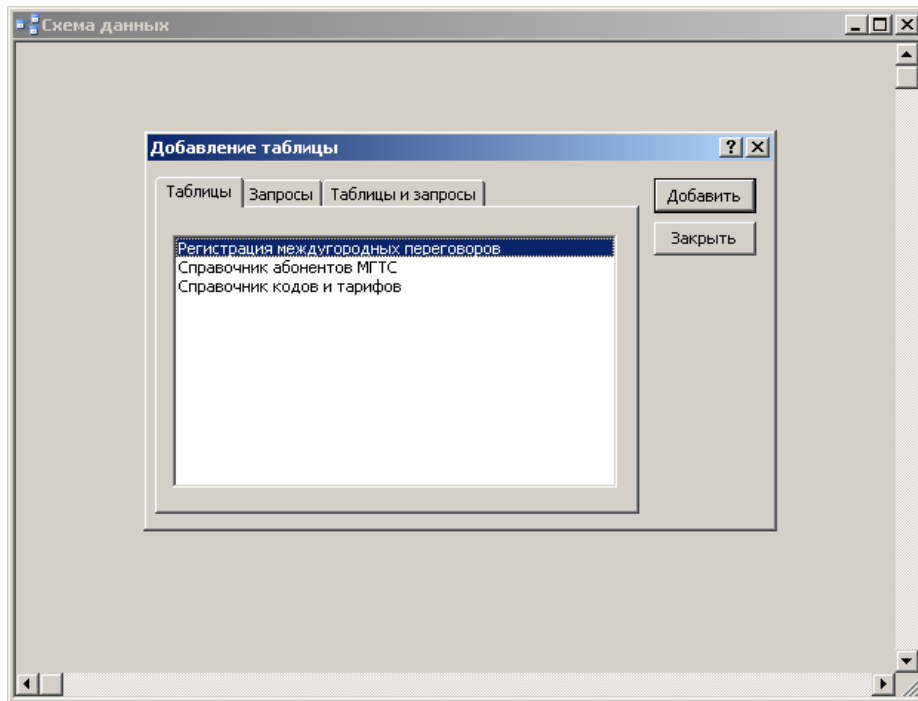 Схема данных
Добавление таблицы
Таблицы Запросы Таблицы и запросы
Добавить
Закрыть
Регистрация междугородных переговоров
Справочник абонентов МГТС
Справочник кодов и тарифов